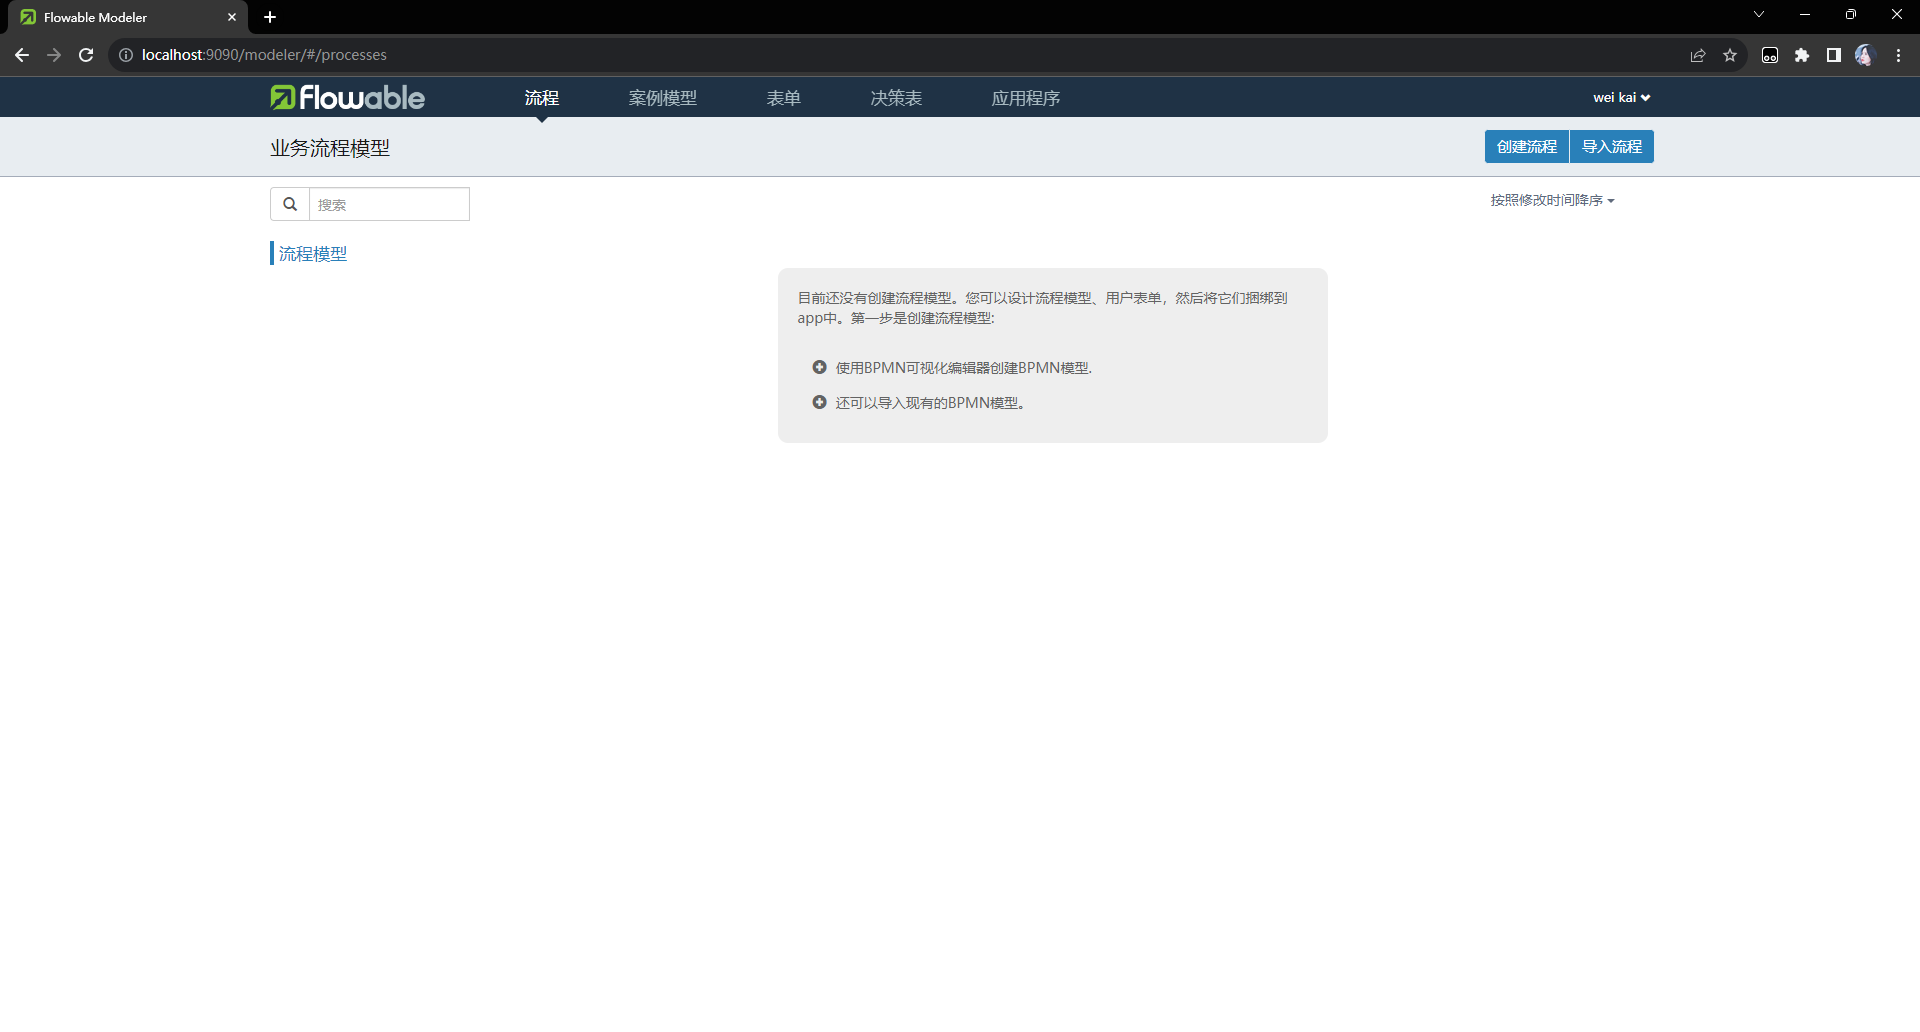 Flowable Modeler
localhost:9090/modeler/#/processes
flowable
流程
案例模型
表单
决策表
应用程序
wei kai
业务流程模型
创建流程
导入流程
搜索
按照修改时间降序
流程模型
目前还没有创建流程模型。您可以设计流程模型、用户表单，然后将它们捆绑到
app中。第一步是创建流程模型:
使用BPMN可视化编辑器创建BPMN模型.
还可以导入现有的BPMN模型。